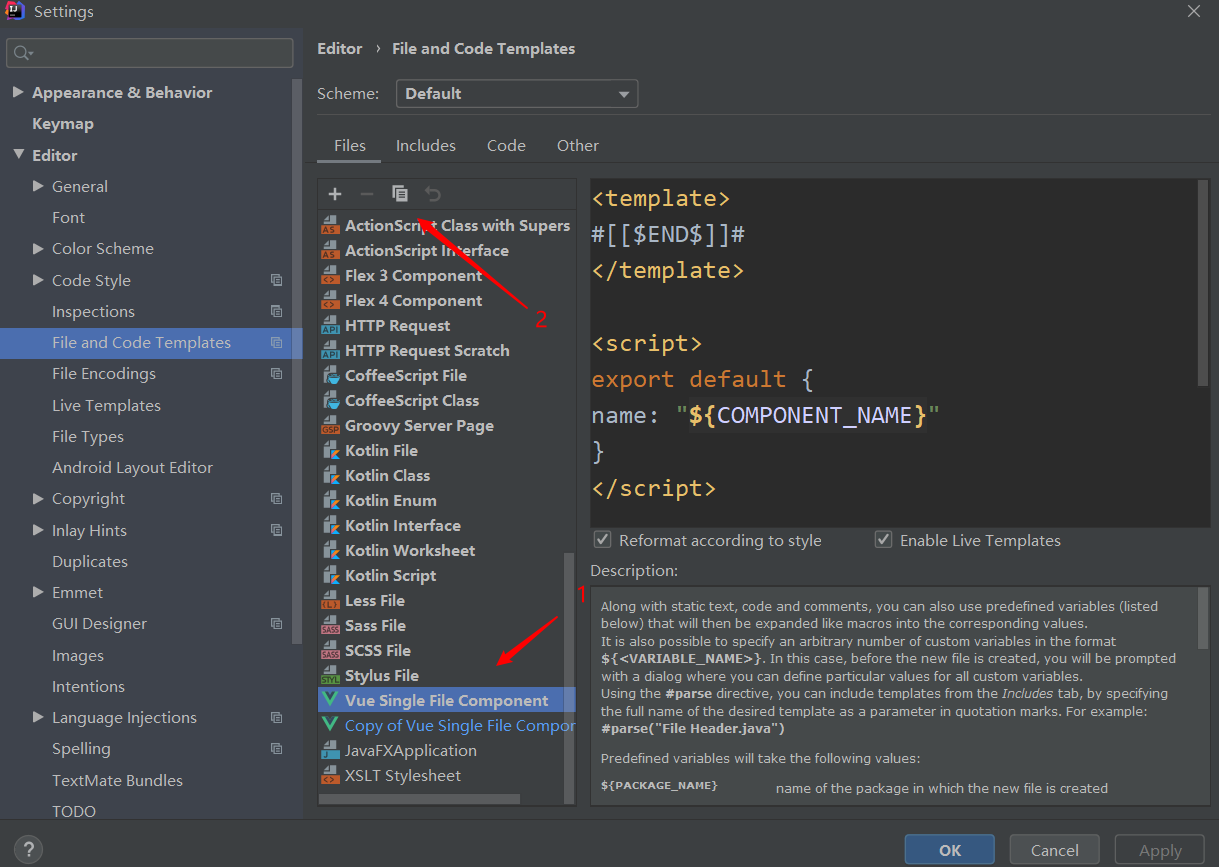 Settings
Editor › File and Code Templates
Scheme: Default
Appearance & Behavior
Keymap
Editor
General
Font
Color Scheme
Code Style
Inspections
File and Code Templates
File Encodings
Live Templates
File Types
Android Layout Editor
Copyright
Inlay Hints
Duplicates
Emmet
GUI Designer
Images
Intentions
Language Injections
Spelling
TextMate Bundles
TODO
Files Includes Code Other
ActionScript Class with Supers
ActionScript Interface
Flex 3 Component
Flex 4 Component
2
HTTP Request
HTTP Request Scratch
CoffeeScript File
CoffeeScript Class
Groovy Server Page
Kotlin File
Kotlin Class
Kotlin Enum
Kotlin Interface
Kotlin Worksheet
Kotlin Script
1
Less File
Sass File
SCSS File
Stylus File
Vue Single File Component
Copy of Vue Single File Compor
JavaFXApplication
XSLT Stylesheet
<template>
#[[$END$]]#
</template>
<script>
export default {
name: "${COMPONENT_NAME}"
}
</script>
Reformat according to style Enable Live Templates
Description:
Along with static text, code and comments, you can also use predefined variables (listed
below) that will then be expanded like macros into the corresponding values.
It is also possible to specify an arbitrary number of custom variables in the format
${<VARIABLE_NAME>}. In this case, before the new file is created, you will be prompted
with a dialog where you can define particular values for all custom variables.
Using the #parse directive, you can include templates from the Includes tab, by specifying
the full name of the desired template as a parameter in quotation marks. For example:
#parse("File Header.java")
Predefined variables will take the following values:
${PACKAGE_NAME} name of the package in which the new file is created
? OK Cancel Apply